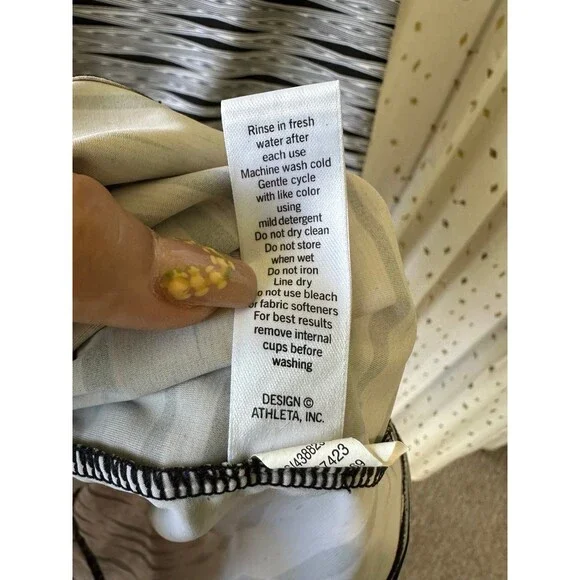 Rinse in fresh
water after
each use
Machine wash cold
Gentle cycle
with like color
using
mild detergent
Do not dry clean
Do not store
when wet
Do not iron
Line dry
not use bleach
or fabric softeners
For best results
remove internal
cups before
washing
DESIGN ©
ATHLETA, INC.
7423